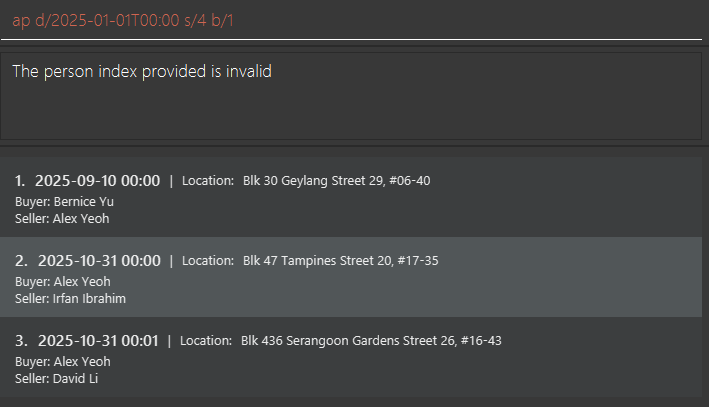 ap d/2025-01-01T00:00 s/4 b/1
The person index provided is invalid
1. 2025-09-10 00:00 | Location: Blk 30 Geylang Street 29, #06-40
Buyer: Bernice Yu
Seller: Alex Yeoh
2. 2025-10-31 00:00 | Location: Blk 47 Tampines Street 20, #17-35
Buyer: Alex Yeoh
Seller: Irfan Ibrahim
3. 2025-10-31 00:01 | Location: Blk 436 Serangoon Gardens Street 26, #16-43
Buyer: Alex Yeoh
Seller: David Li